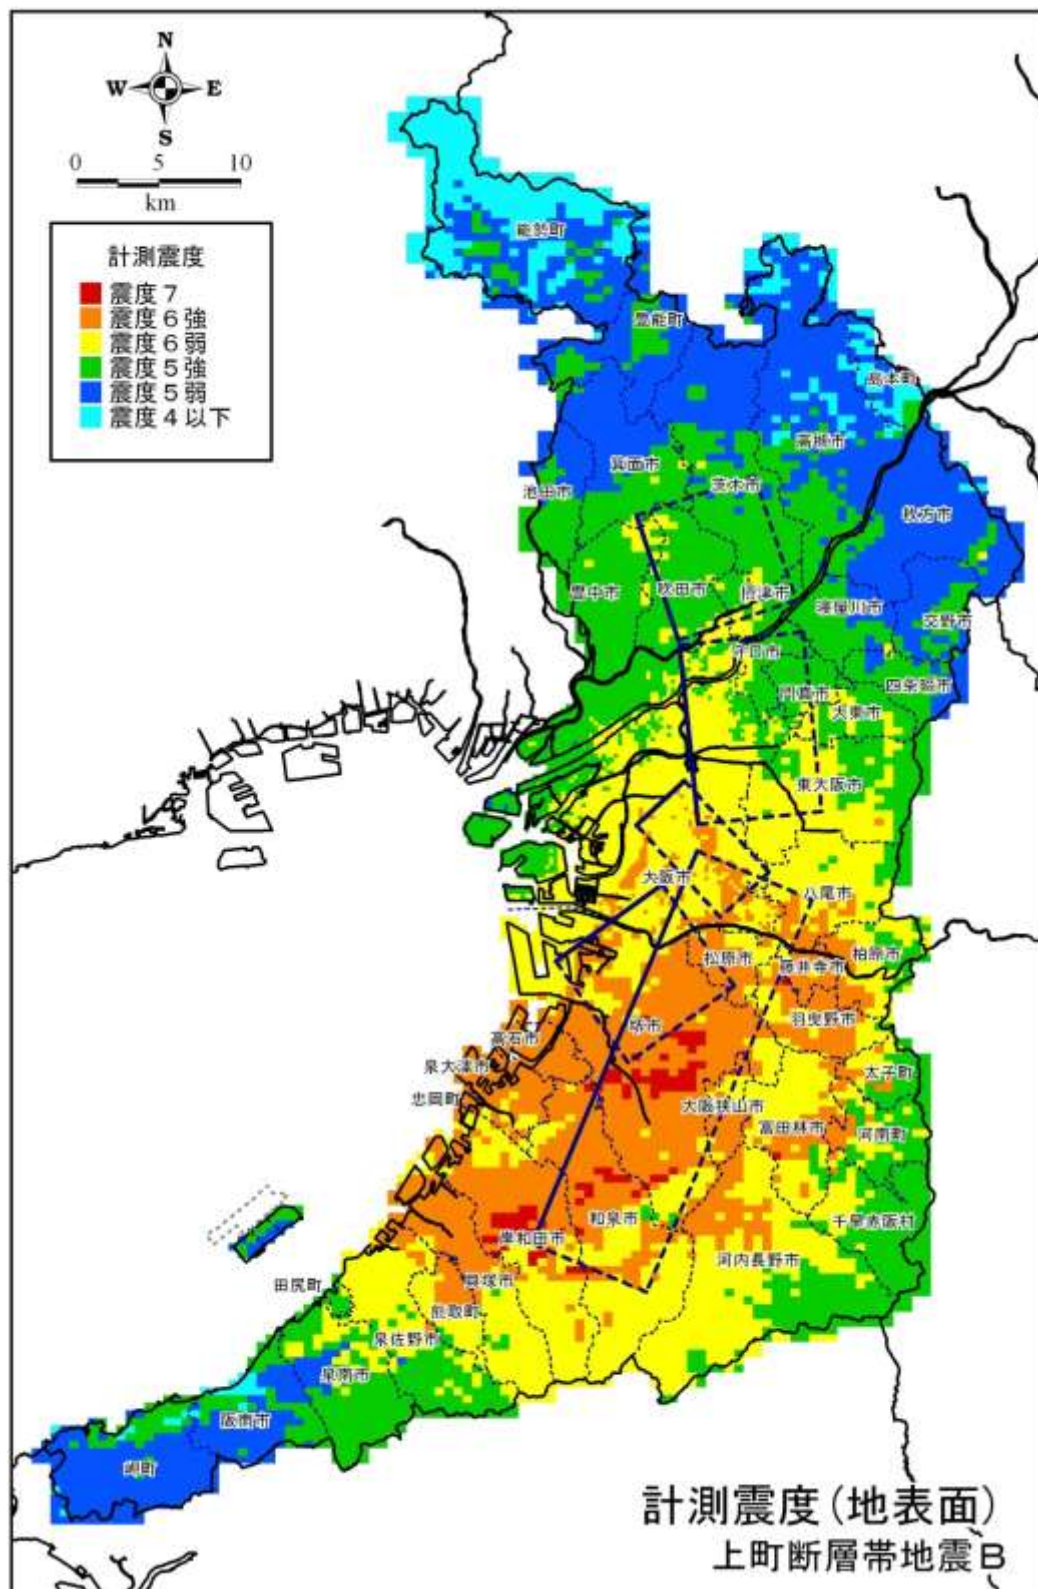 N
W E
S
0 5 10
km
計測震度
震度7
震度6強
震度6弱
震度5強
震度5弱
震度4以下
能勢町
豊能町
島本町
高槻市
箕面市
茨木市
池田市
枚方市
豊中市
吹田市
摂津市
寝屋川市
交野市
守口市
門真市
四条畷市
大東市
東大阪市
大阪市
八尾市
松原市
藤井寺市
柏原市
堺市
羽曳野市
高石市
泉大津市
太子町
忠岡町
大阪狭山市
富田林市
河南町
和泉市
千早赤阪村
岸和田市
河内長野市
貝塚市
田尻町
熊取町
泉佐野市
泉南市
阪南市
岬町
計測震度(地表面)
上町断層帯地震B